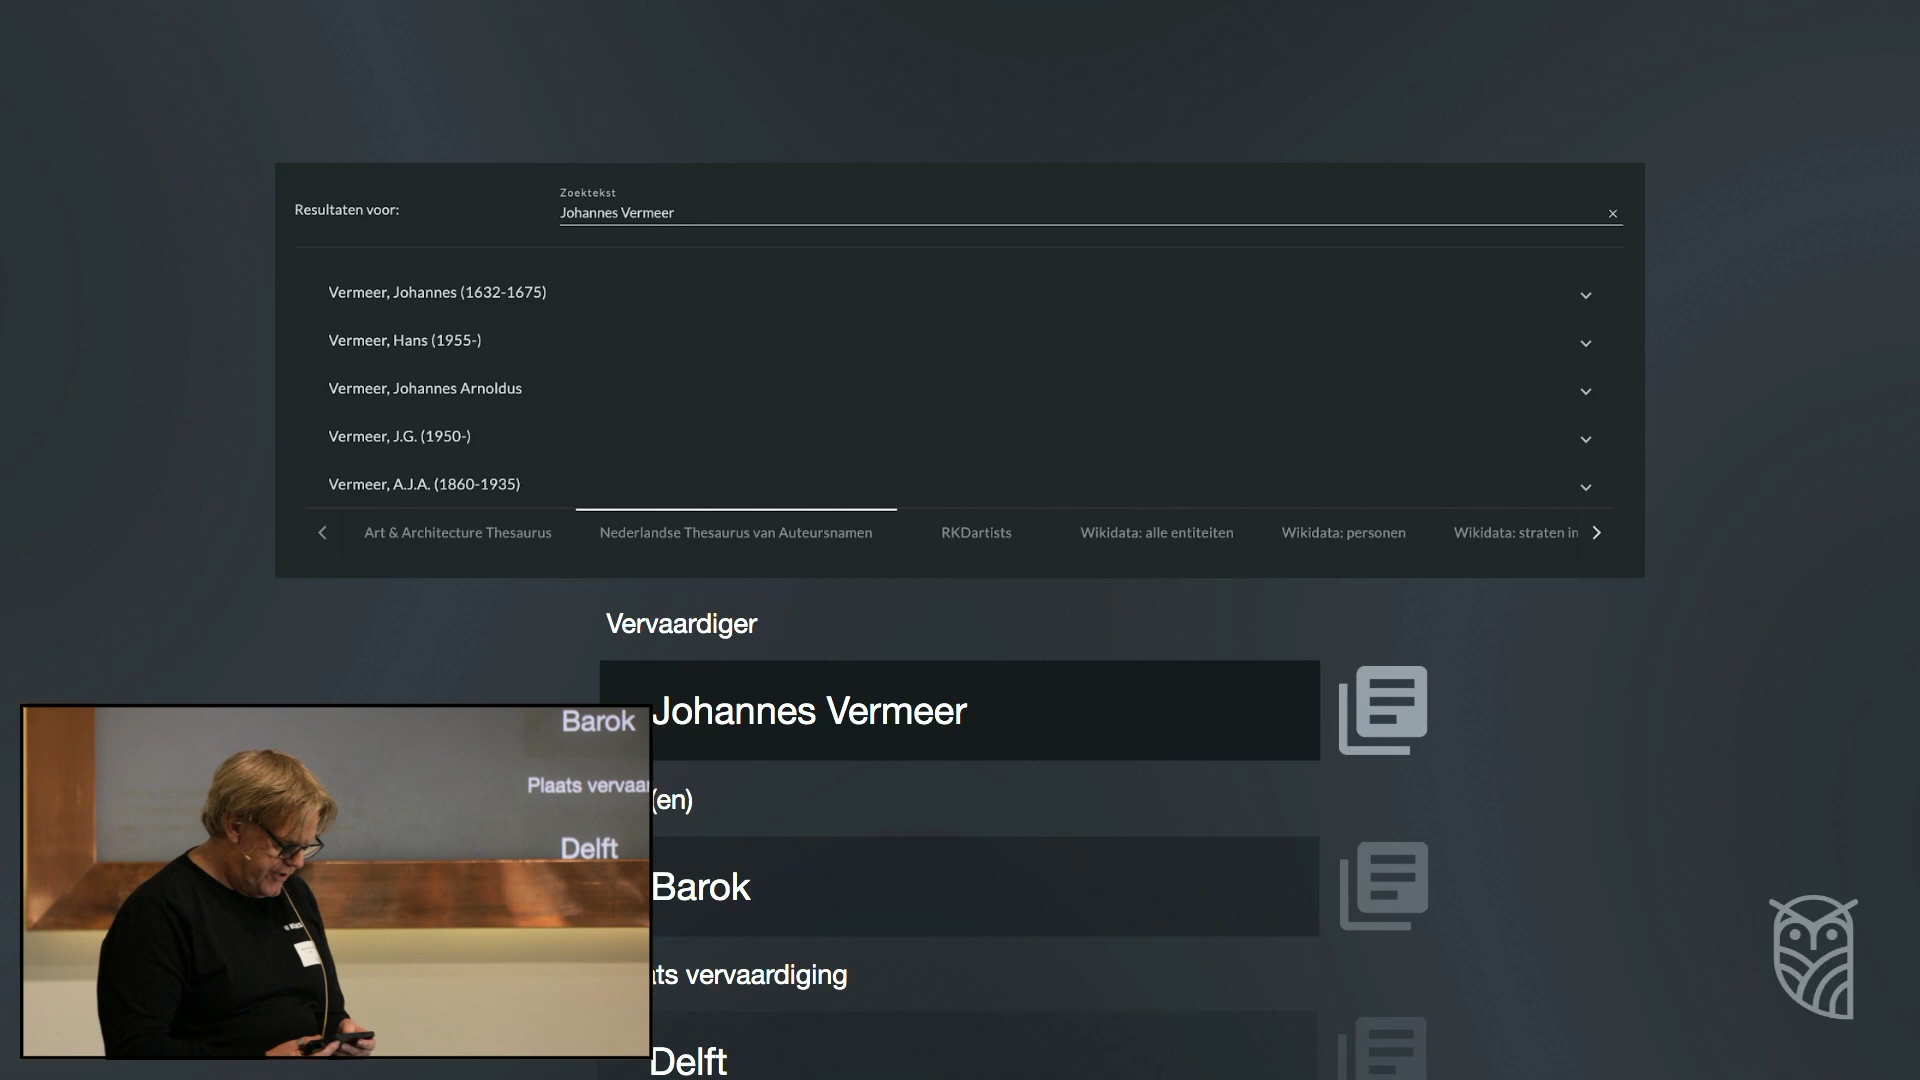 Zoektekst
Resultaten voor:
Johannes Vermeer
Vermeer, Johannes (1632-1675)
Vermeer, Hans (1955-)
Vermeer, Johannes Arnoldus
Vermeer, J.G. (1950-)
Vermeer, A.J.A. (1860-1935)
Art & Architecture Thesaurus
Nederlandse Thesaurus van Auteursnamen
RKDartists
Wikidata: alle entiteiten
Wikidata: personen
Wikidata: straten in
Vervaardiger
Johannes Vermeer
(en)
Barok
ats vervaardiging
Delft
Barok
Plaats vervaar
Delft